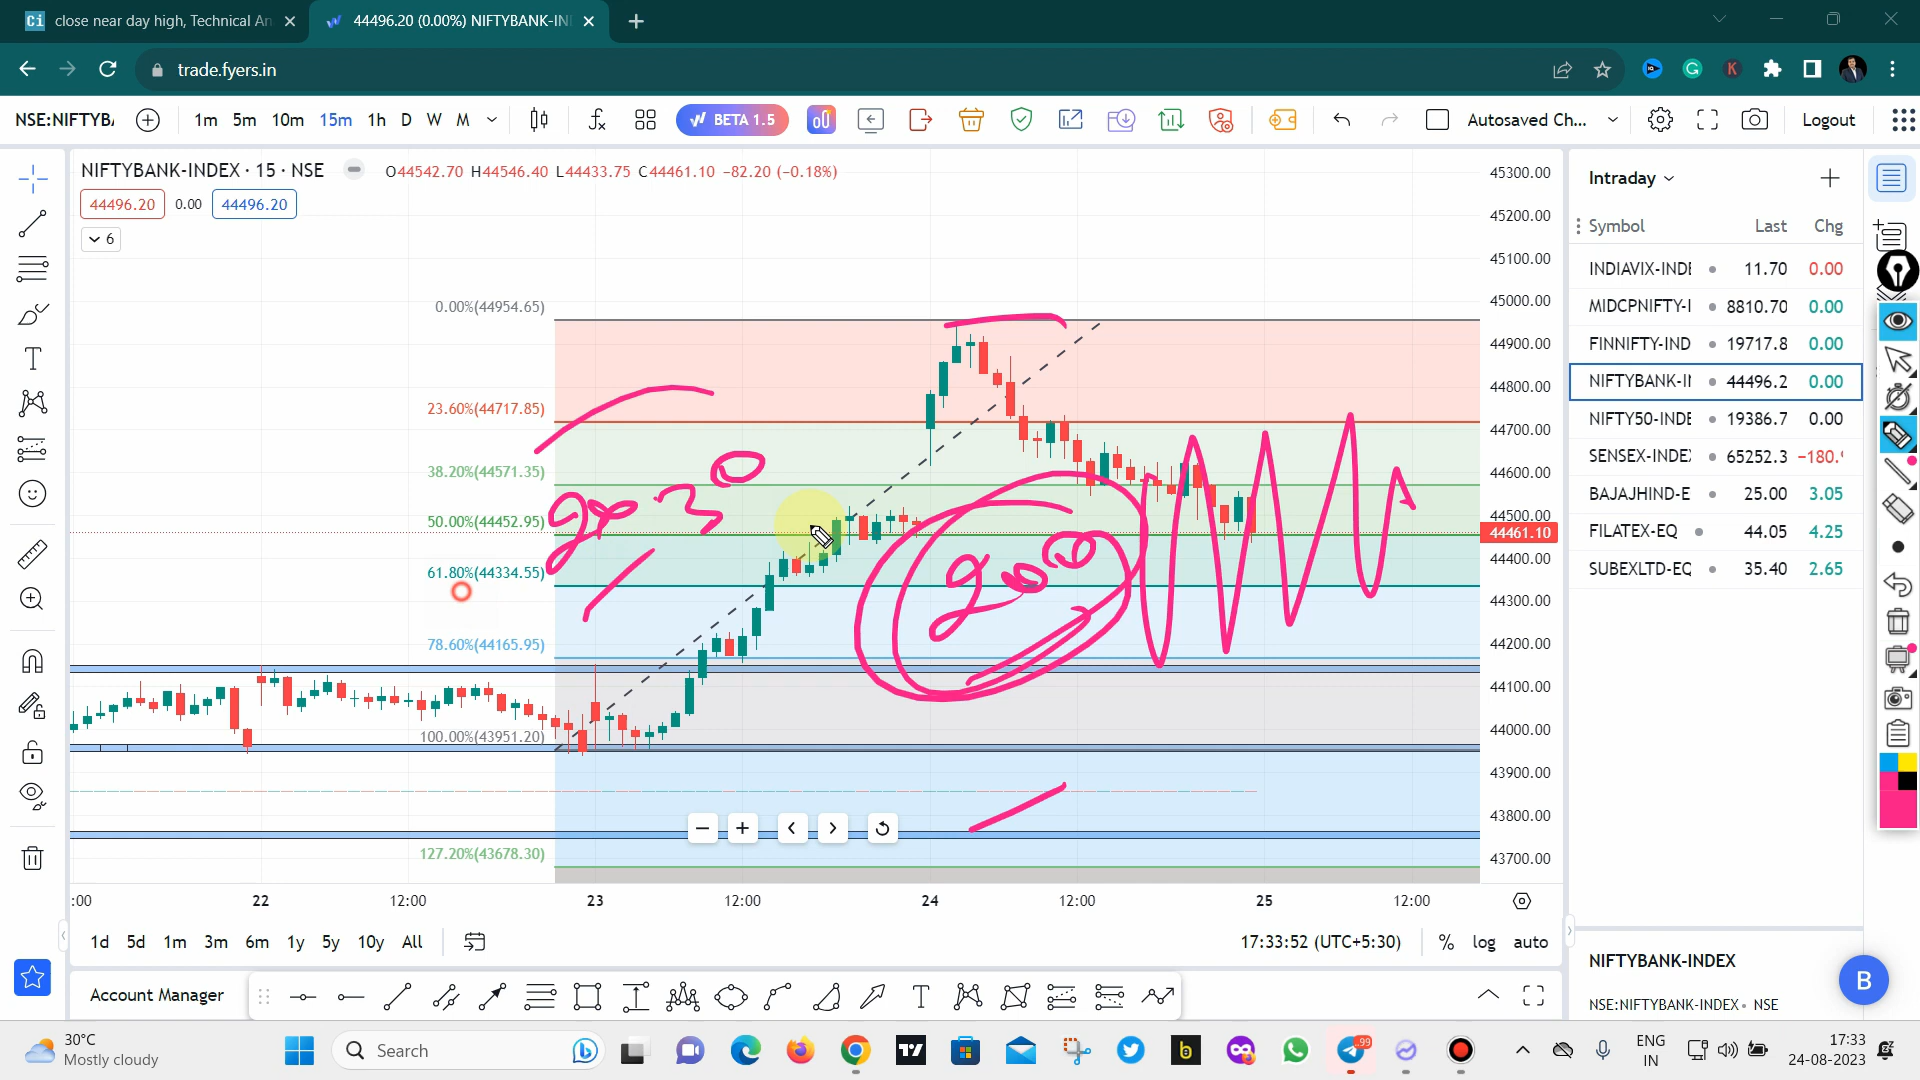 close near day high, Technical An
44496.20 (0.00%) NIFTYBANK-IN
trade.fyers.in
NSE:NIFTYB
1m 5m 10m 15m 1h D W M
BETA 1.5
Autosaved Ch...
Logout
NIFTYBANK-INDEX · 15 · NSE
O44542.70 H44546.40 L44433.75 C44461.10 -82.20 (-0.18%)
44496.20 0.00 44496.20
6
45300.00
45200.00
45100.00
45000.00
44900.00
44800.00
44700.00
44600.00
44500.00
44461.10
44400.00
44300.00
44200.00
44100.00
44000.00
43900.00
43800.00
43700.00
0.00%(44954.65)
23.60%(44717.85)
38.20%(44571.35)
50.00%(44452.95)
61.80%(44334.55)
78.60%(44165.95)
100.00%(43951.20)
127.20%(43678.30)
:00 22 12:00 23 12:00 24 12:00 25 12:00
1d 5d 1m 3m 6m 1y 5y 10y All
17:33:52 (UTC+5:30) % log auto
Account Manager
Intraday
Symbol Last Chg
INDIAVIX-INDE 11.70 0.00
MIDCPNIFTY-I 8810.70 0.00
FINNIFTY-IND 19717.8 0.00
NIFTYBANK-II 44496.2 0.00
NIFTY50-INDE 19386.7 0.00
SENSEX-INDE 65252.3 -180.
BAJAJHIND-E 25.00 3.05
FILATEX-EQ 44.05 4.25
SUBEXLTD-EQ 35.40 2.65
NIFTYBANK-INDEX
NSE:NIFTYBANK-INDEX • NSE
B
30°C
Mostly cloudy
Search
99
ENG
IN
17:33
24-08-2023